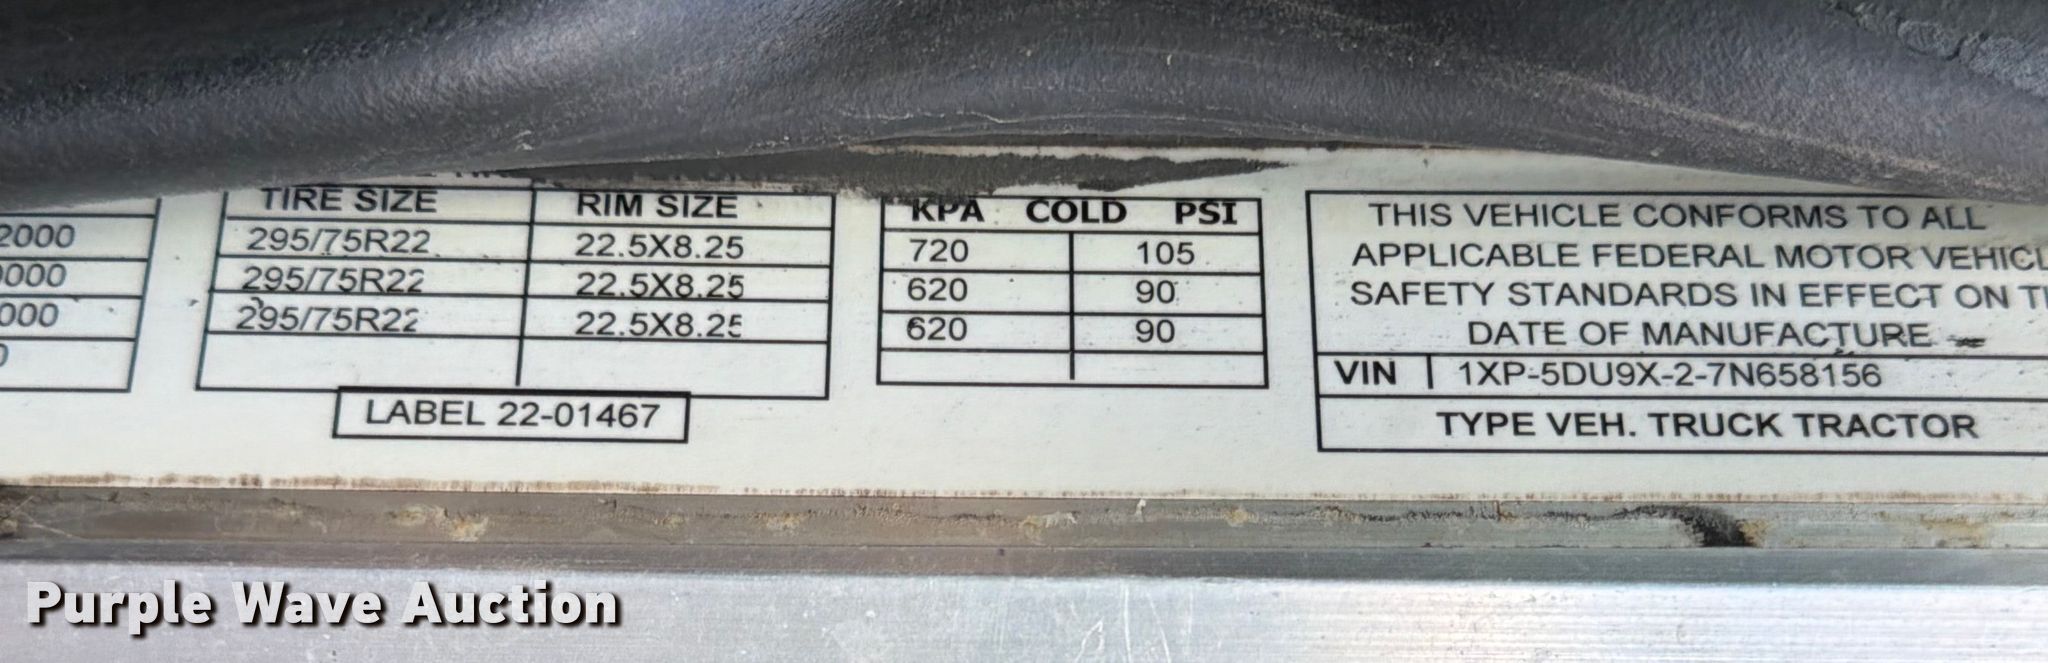 2000
000
000
0
TIRE SIZE RIM SIZE
295/75R22 22.5X8.25
295/75R22 22.5X8.25
295/75R22 22.5X8.25
LABEL 22-01467
KPA COLD PSI
720 105
620 90
620 90
THIS VEHICLE CONFORMS TO ALL
APPLICABLE FEDERAL MOTOR VEHICL
SAFETY STANDARDS IN EFFECT ON TH
DATE OF MANUFACTURE
VIN 1XP-5DU9X-2-7N658156
TYPE VEH. TRUCK TRACTOR
Purple Wave Auction